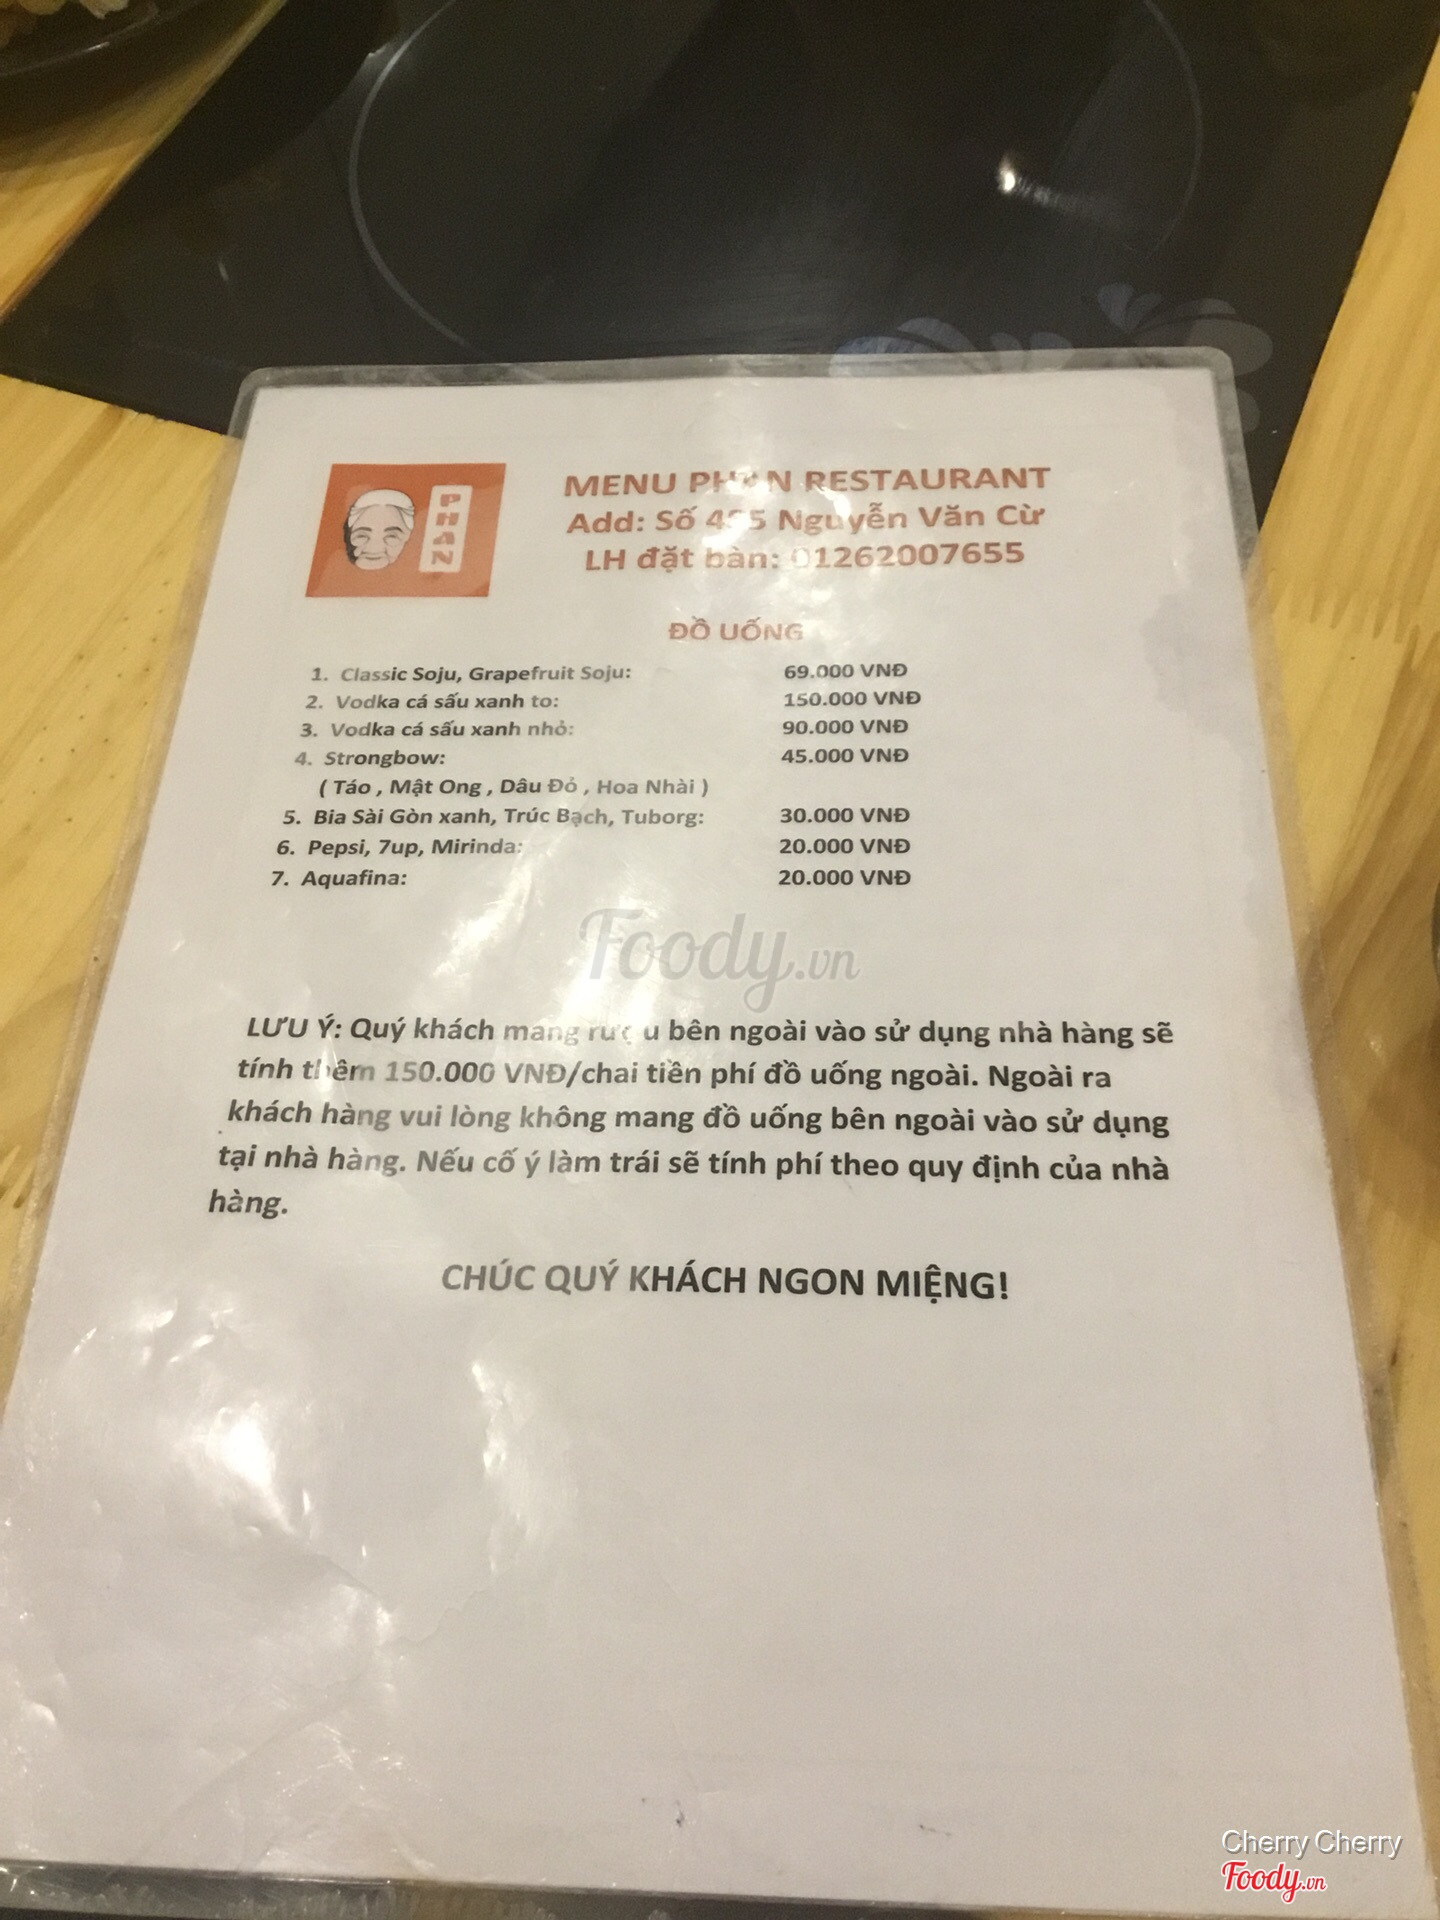 PHAN
MENU PHAN RESTAURANT
Add: Số Nguyễn Văn Cừ
LH đặt bàn: 01262007655
ĐỒ UỐNG
1. Classic Soju, Grapefruit Soju: 69.000 VNĐ
2. Vodka cá sấu xanh to: 150.000 VNĐ
3. Vodka cá sấu xanh nhỏ: 90.000 VNĐ
4. Strongbow: 45.000 VNĐ
( Táo , Mật Ong , Dâu Đỏ , Hoa Nhài )
5. Bia Sài Gòn xanh, Trúc Bạch, Tuborg: 30.000 VNĐ
6. Pepsi, 7up, Mirinda: 20.000 VNĐ
7. Aquafina: 20.000 VNĐ
Foody.vn
LƯU Ý: Quý khách mang rượu bên ngoài vào sử dụng nhà hàng sẽ
tính thêm 150.000 VNĐ/chai tiền phí đồ uống ngoài. Ngoài ra
khách hàng vui lòng không mang đồ uống bên ngoài vào sử dụng
tại nhà hàng. Nếu cố ý làm trái sẽ tính phí theo quy định của nhà
hàng.
CHÚC QUÝ KHÁCH NGON MIỆNG!
Cherry Cherry
Foody.vn